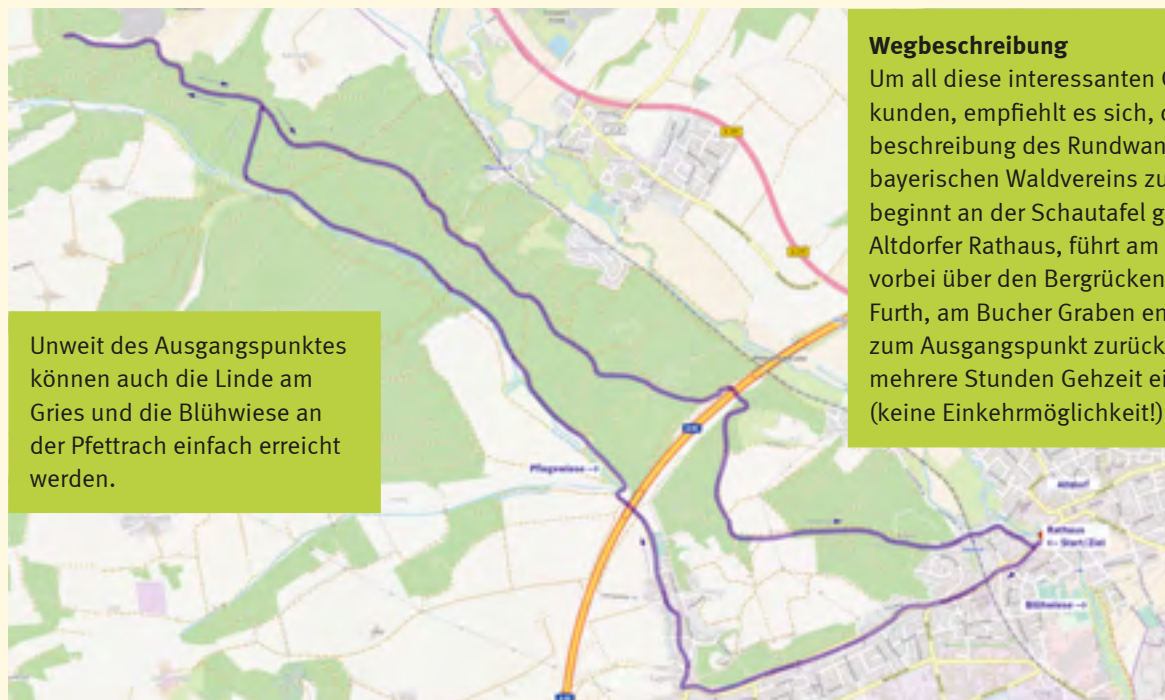 Wegbeschreibung
Um all diese interessanten
kunden, empfiehlt es sich,
beschreibung des Rundwan
bayerischen Waldvereins zu
beginnt an der Schautafel g
Altdorfer Rathaus, führt am
vorbei über den Bergrücken
Furth, am Bucher Graben en
zum Ausgangspunkt zurück
mehrere Stunden Gehzeit ei
(keine Einkehrmöglichkeit!)
Unweit des Ausgangspunktes
können auch die Linde am
Gries und die Blühwiese an
der Pfettrach einfach erreicht
werden.
Pflegewiese -->
Altdorf
Rathaus
<-- Start/Ziel
Blühwiese -->